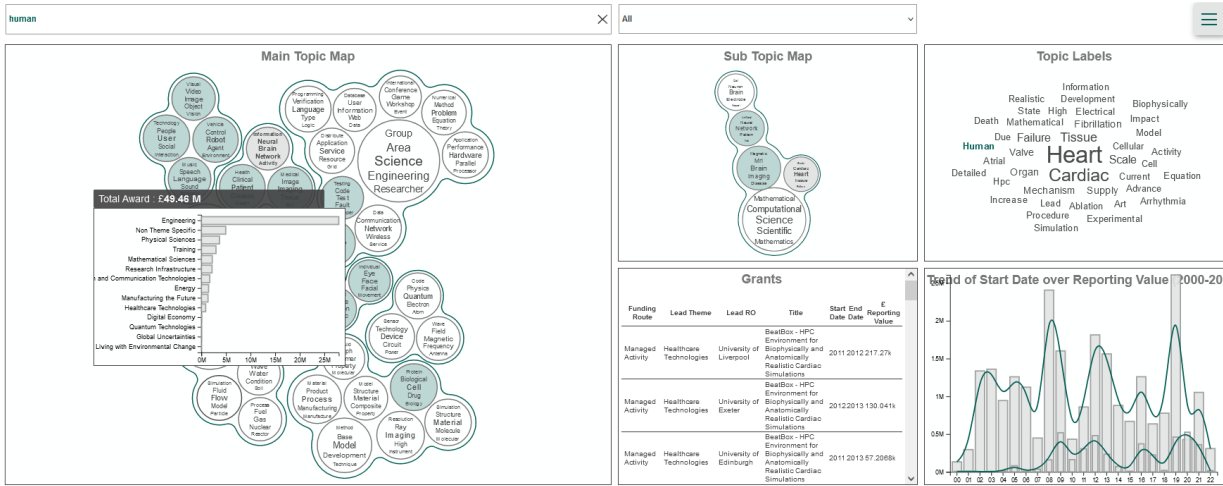 human
All
Main Topic Map
Visual
Video
Image
Object
Vision
Technology
People
User
Social
Interaction
Vehicle
Control
Robot
Agent
Environment
Music
Speech
Language
Sound
Information
Neural
Brain
Network
Activity
Health
Clinical
Patient
Medical
Image
Imaging
Programming
Verification
Language
Type
Logic
Database
User
Information
Web
Data
International
Conference
Game
Workshop
Event
Numerical
Method
Problem
Equation
Theory
Distribute
Application
Service
Resource
Grid
Group
Area
Science
Engineering
Researcher
Application
Performance
Hardware
Parallel
Processor
Testing
Code
Test
Fault
Data
Communication
Network
Wireless
Service
Total Award : £49.46 M
Engineering
Non Theme Specific
Physical Sciences
Training
Mathematical Sciences
Research Infrastructure
and Communication Technologies
Energy
Manufacturing the Future
Healthcare Technologies
Digital Economy
Quantum Technologies
Global Uncertainties
Living with Environmental Change
0M 5M 10M 15M 20M 25M
Individual
Eye
Face
Facial
Movement
Code
Physics
Quantum
Electron
Atom
Sensor
Technology
Device
Circuit
Power
Wave
Field
Magnetic
Frequency
Antenna
Molecular
Wave
Water
Condition
Soil
Simulation
Fluid
Flow
Model
Particle
Process
Fuel
Gas
Nuclear
Reactor
Material
Product
Process
Manufacturing
Manufacture
Model
Structure
Material
Composite
Property
Protein
Biological
Cell
Drug
Biology
Method
Base
Model
Development
Technique
Resolution
Ray
Imaging
High
Instrument
Simulation
Structure
Material
Molecule
Molecular
Sub Topic Map
Neuron
Brain
Electrode
Neural
Network
Patient
Magnetic
Mri
Brain
Imaging
Disease
Cardiac
Heart
Tissue
Mathematical
Computational
Science
Scientific
Mathematics
Topic Labels
Information
Realistic Development Biophysically
State High Electrical
Death Mathematical Fibrillation Impact
Due Failure Tissue Model
Human Valve Heart Scale Cellular Activity
Atrial Cell
Detailed Organ Cardiac Current Equation
Hpc Mechanism Supply Advance
Increase Lead Ablation Art Arrhythmia
Procedure Experimental
Simulation
Grants
Funding Route Lead Theme Lead RO Title Start Date End Date £ Reporting Value
Managed Activity Healthcare Technologies University of Liverpool BeatBox - HPC Environment for Biophysically and Anatomically Realistic Cardiac Simulations 2011 2012 217.27k
Managed Activity Healthcare Technologies University of Exeter BeatBox - HPC Environment for Biophysically and Anatomically Realistic Cardiac Simulations 2012 2013 130.041k
Managed Activity Healthcare Technologies University of Edinburgh BeatBox - HPC Environment for Biophysically and Anatomically Realistic Cardiac Simulations 2011 2013 57.2068k
Trend of Start Date over Reporting Value 2000-20
2M
1.5M
1M
0.5M
0M
00 01 02 03 04 05 06 07 08 09 10 11 12 13 14 15 16 17 18 19 20 21 22